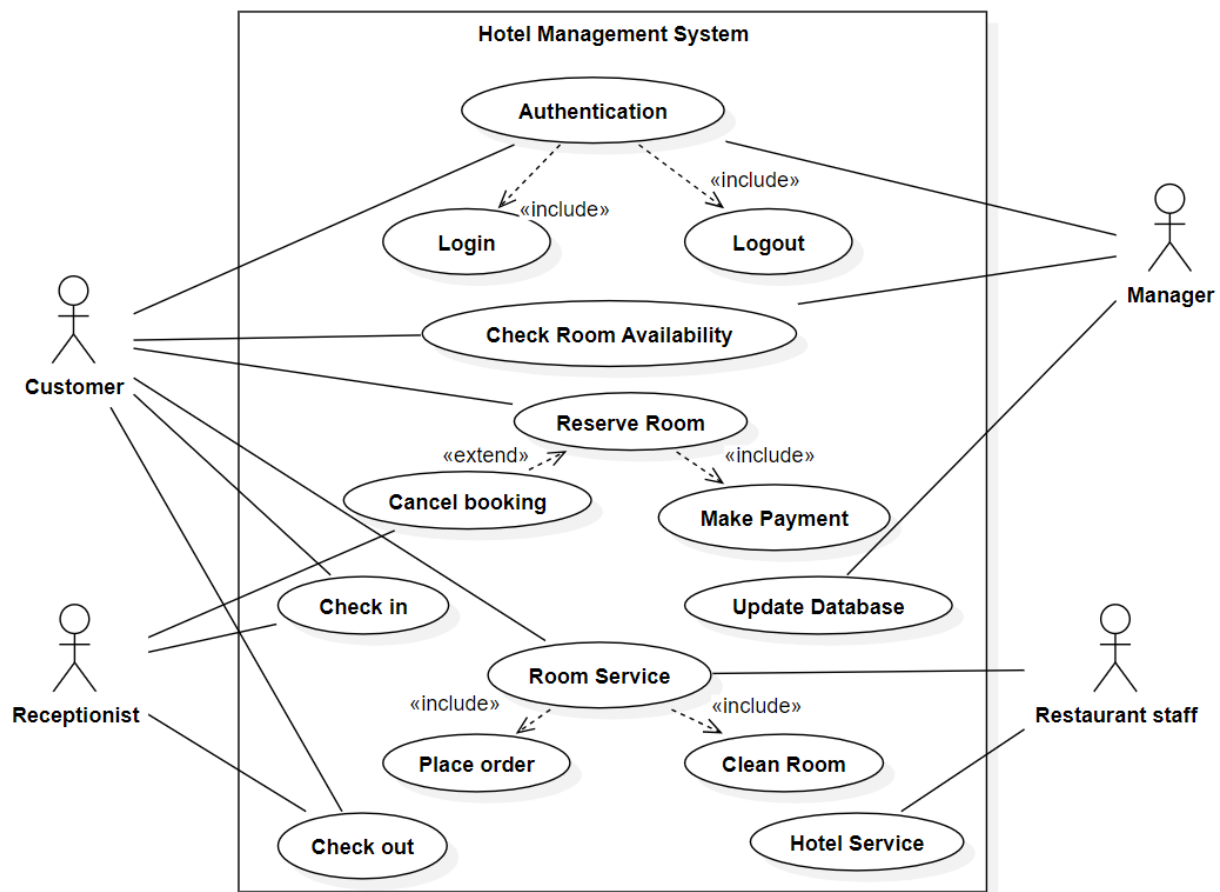 Hotel Management System
Authentication
«include»
«include»
Login
Logout
Manager
Check Room Availability
Customer
Reserve Room
«extend»
«include»
Cancel booking
Make Payment
Check in
Update Database
Room Service
Receptionist
«include»
«include»
Restaurant staff
Place order
Clean Room
Check out
Hotel Service